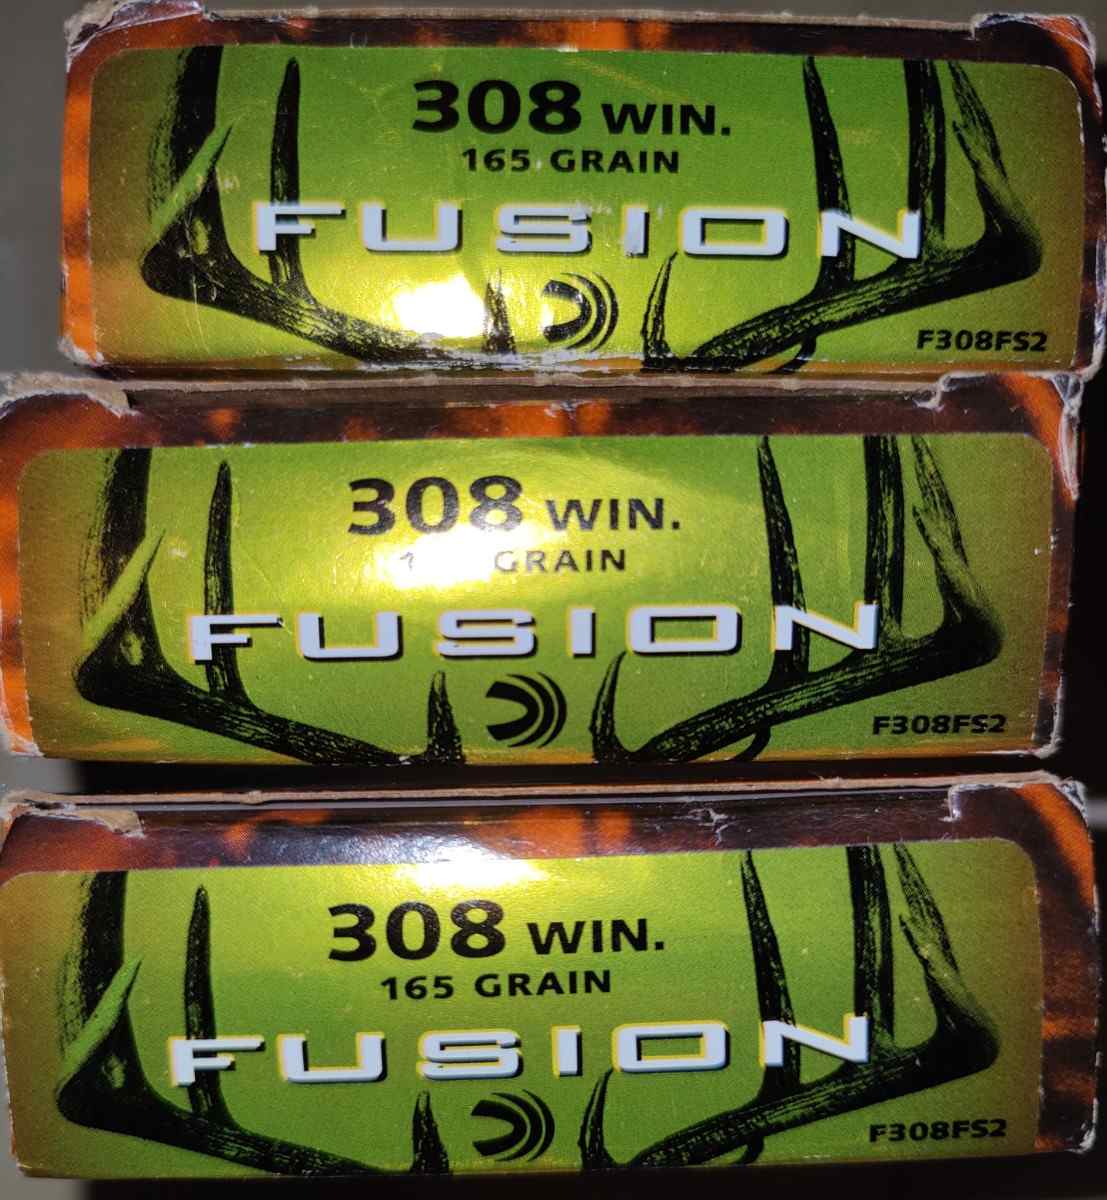 308 WIN.
165 GRAIN
FUSION
F308FS2
308 WIN.
GRAIN
FUSION
F308FS2
308 WIN.
165 GRAIN
FUSION
F308FS2